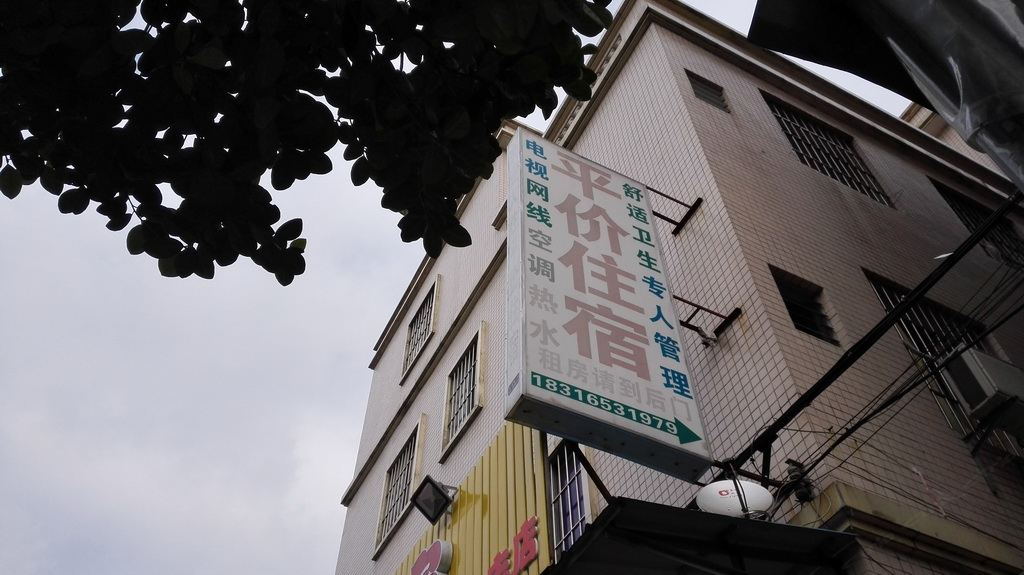 电视网线空调热水
平价住宿
舒适卫生专人管理
租房请到后门
18316531979
店